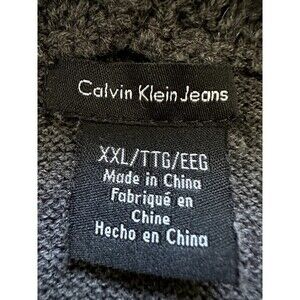 Calvin Klein Jeans
XXL/TTG/EEG
Made in China
Fabriqué en
Chine
Hecho en China